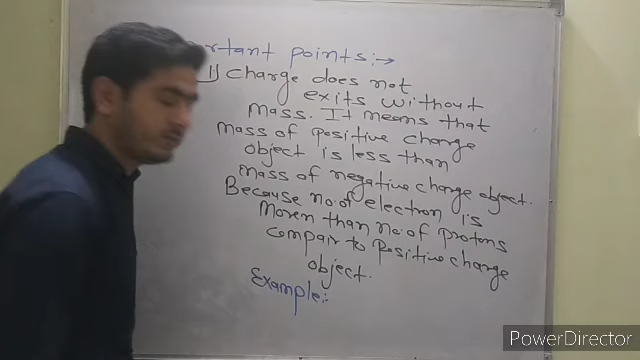 rtant points:→
1) Charge does not
exits without
mass. It means that
mass of positive charge
object is less than
mass of negative charge object.
Because no. of electron is
moren than no. of protons
compair to positive charge
object.
Example:-
PowerDirector